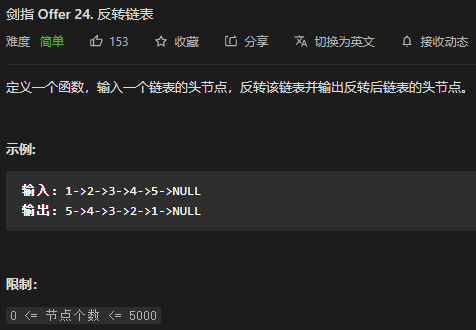 剑指 Offer 24. 反转链表
难度 简单 153 收藏 分享 切换为英文 接收动态
定义一个函数，输入一个链表的头节点，反转该链表并输出反转后链表的头节点。
示例:
输入: 1->2->3->4->5->NULL
输出: 5->4->3->2->1->NULL
限制:
0 <= 节点个数 <= 5000